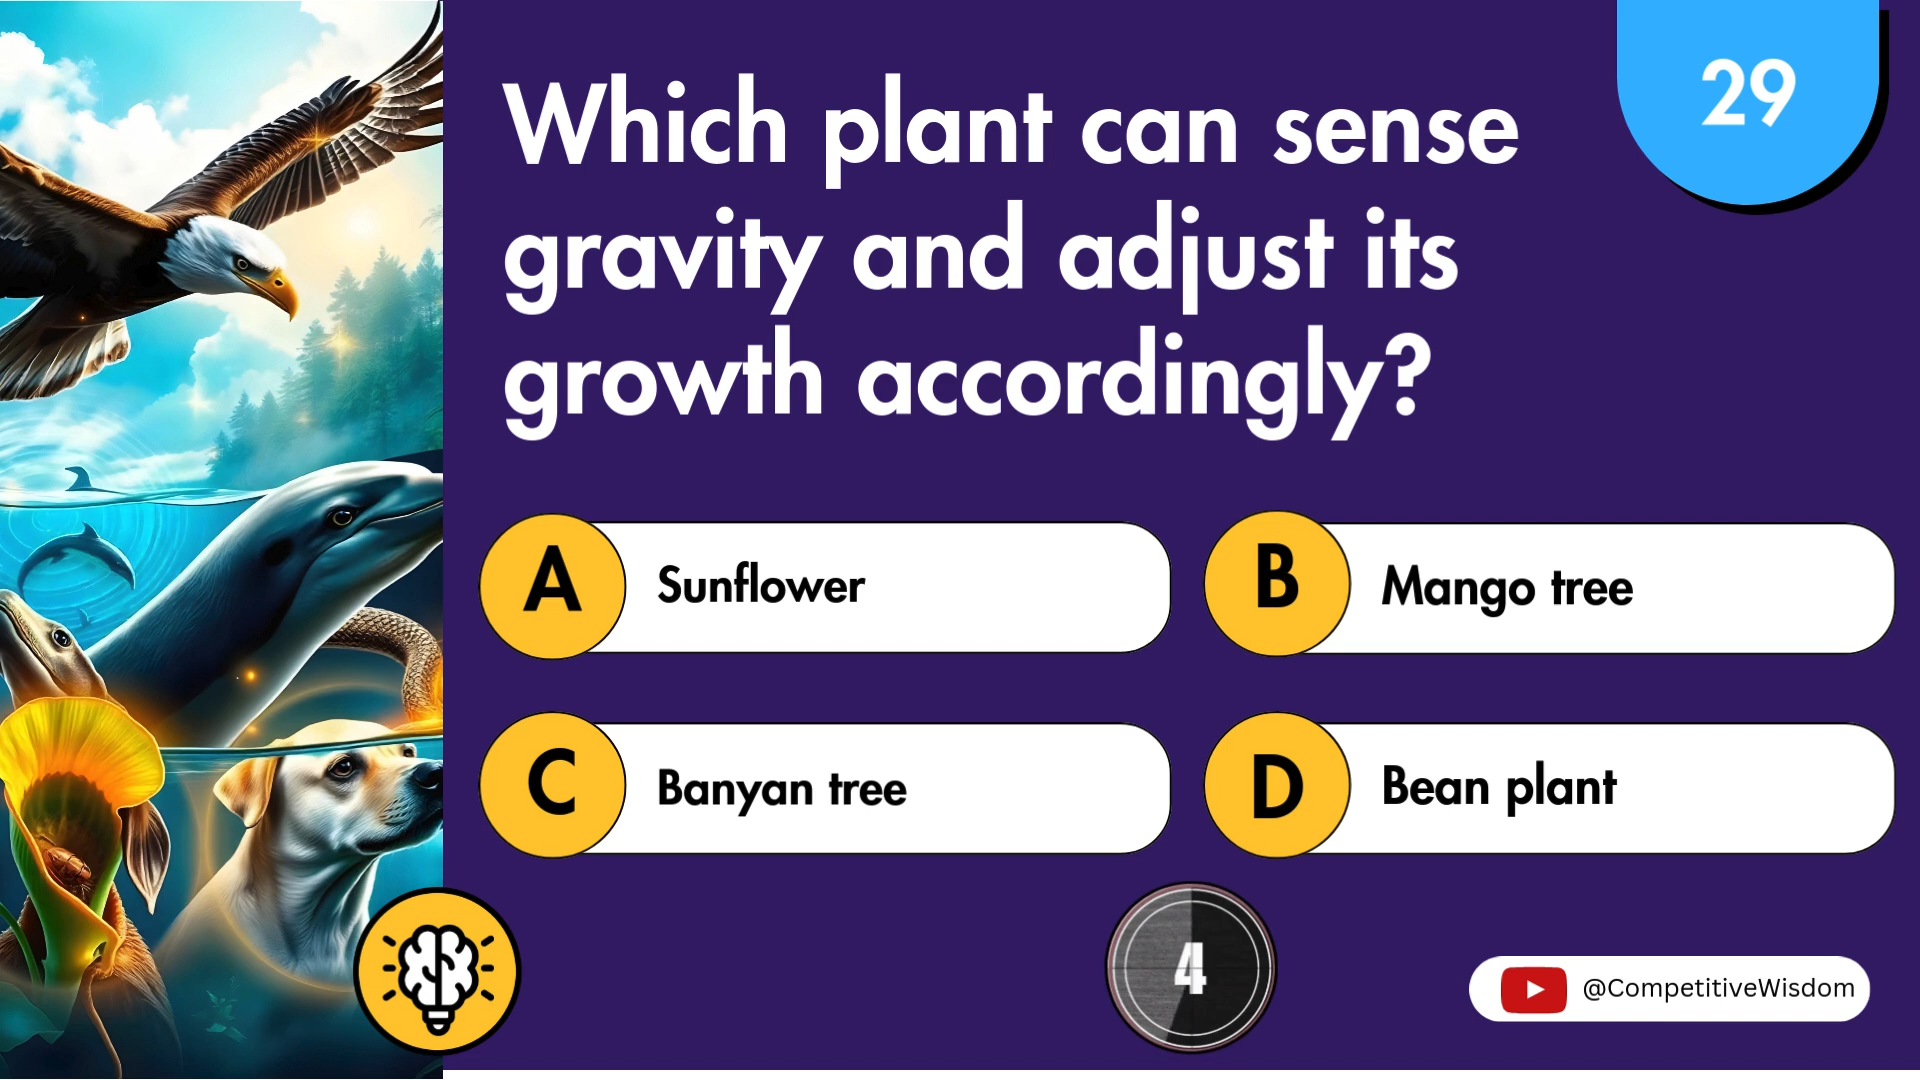 29
Which plant can sense
gravity and adjust its
growth accordingly?
A Sunflower
B Mango tree
C Banyan tree
D Bean plant
4
@CompetitiveWisdom